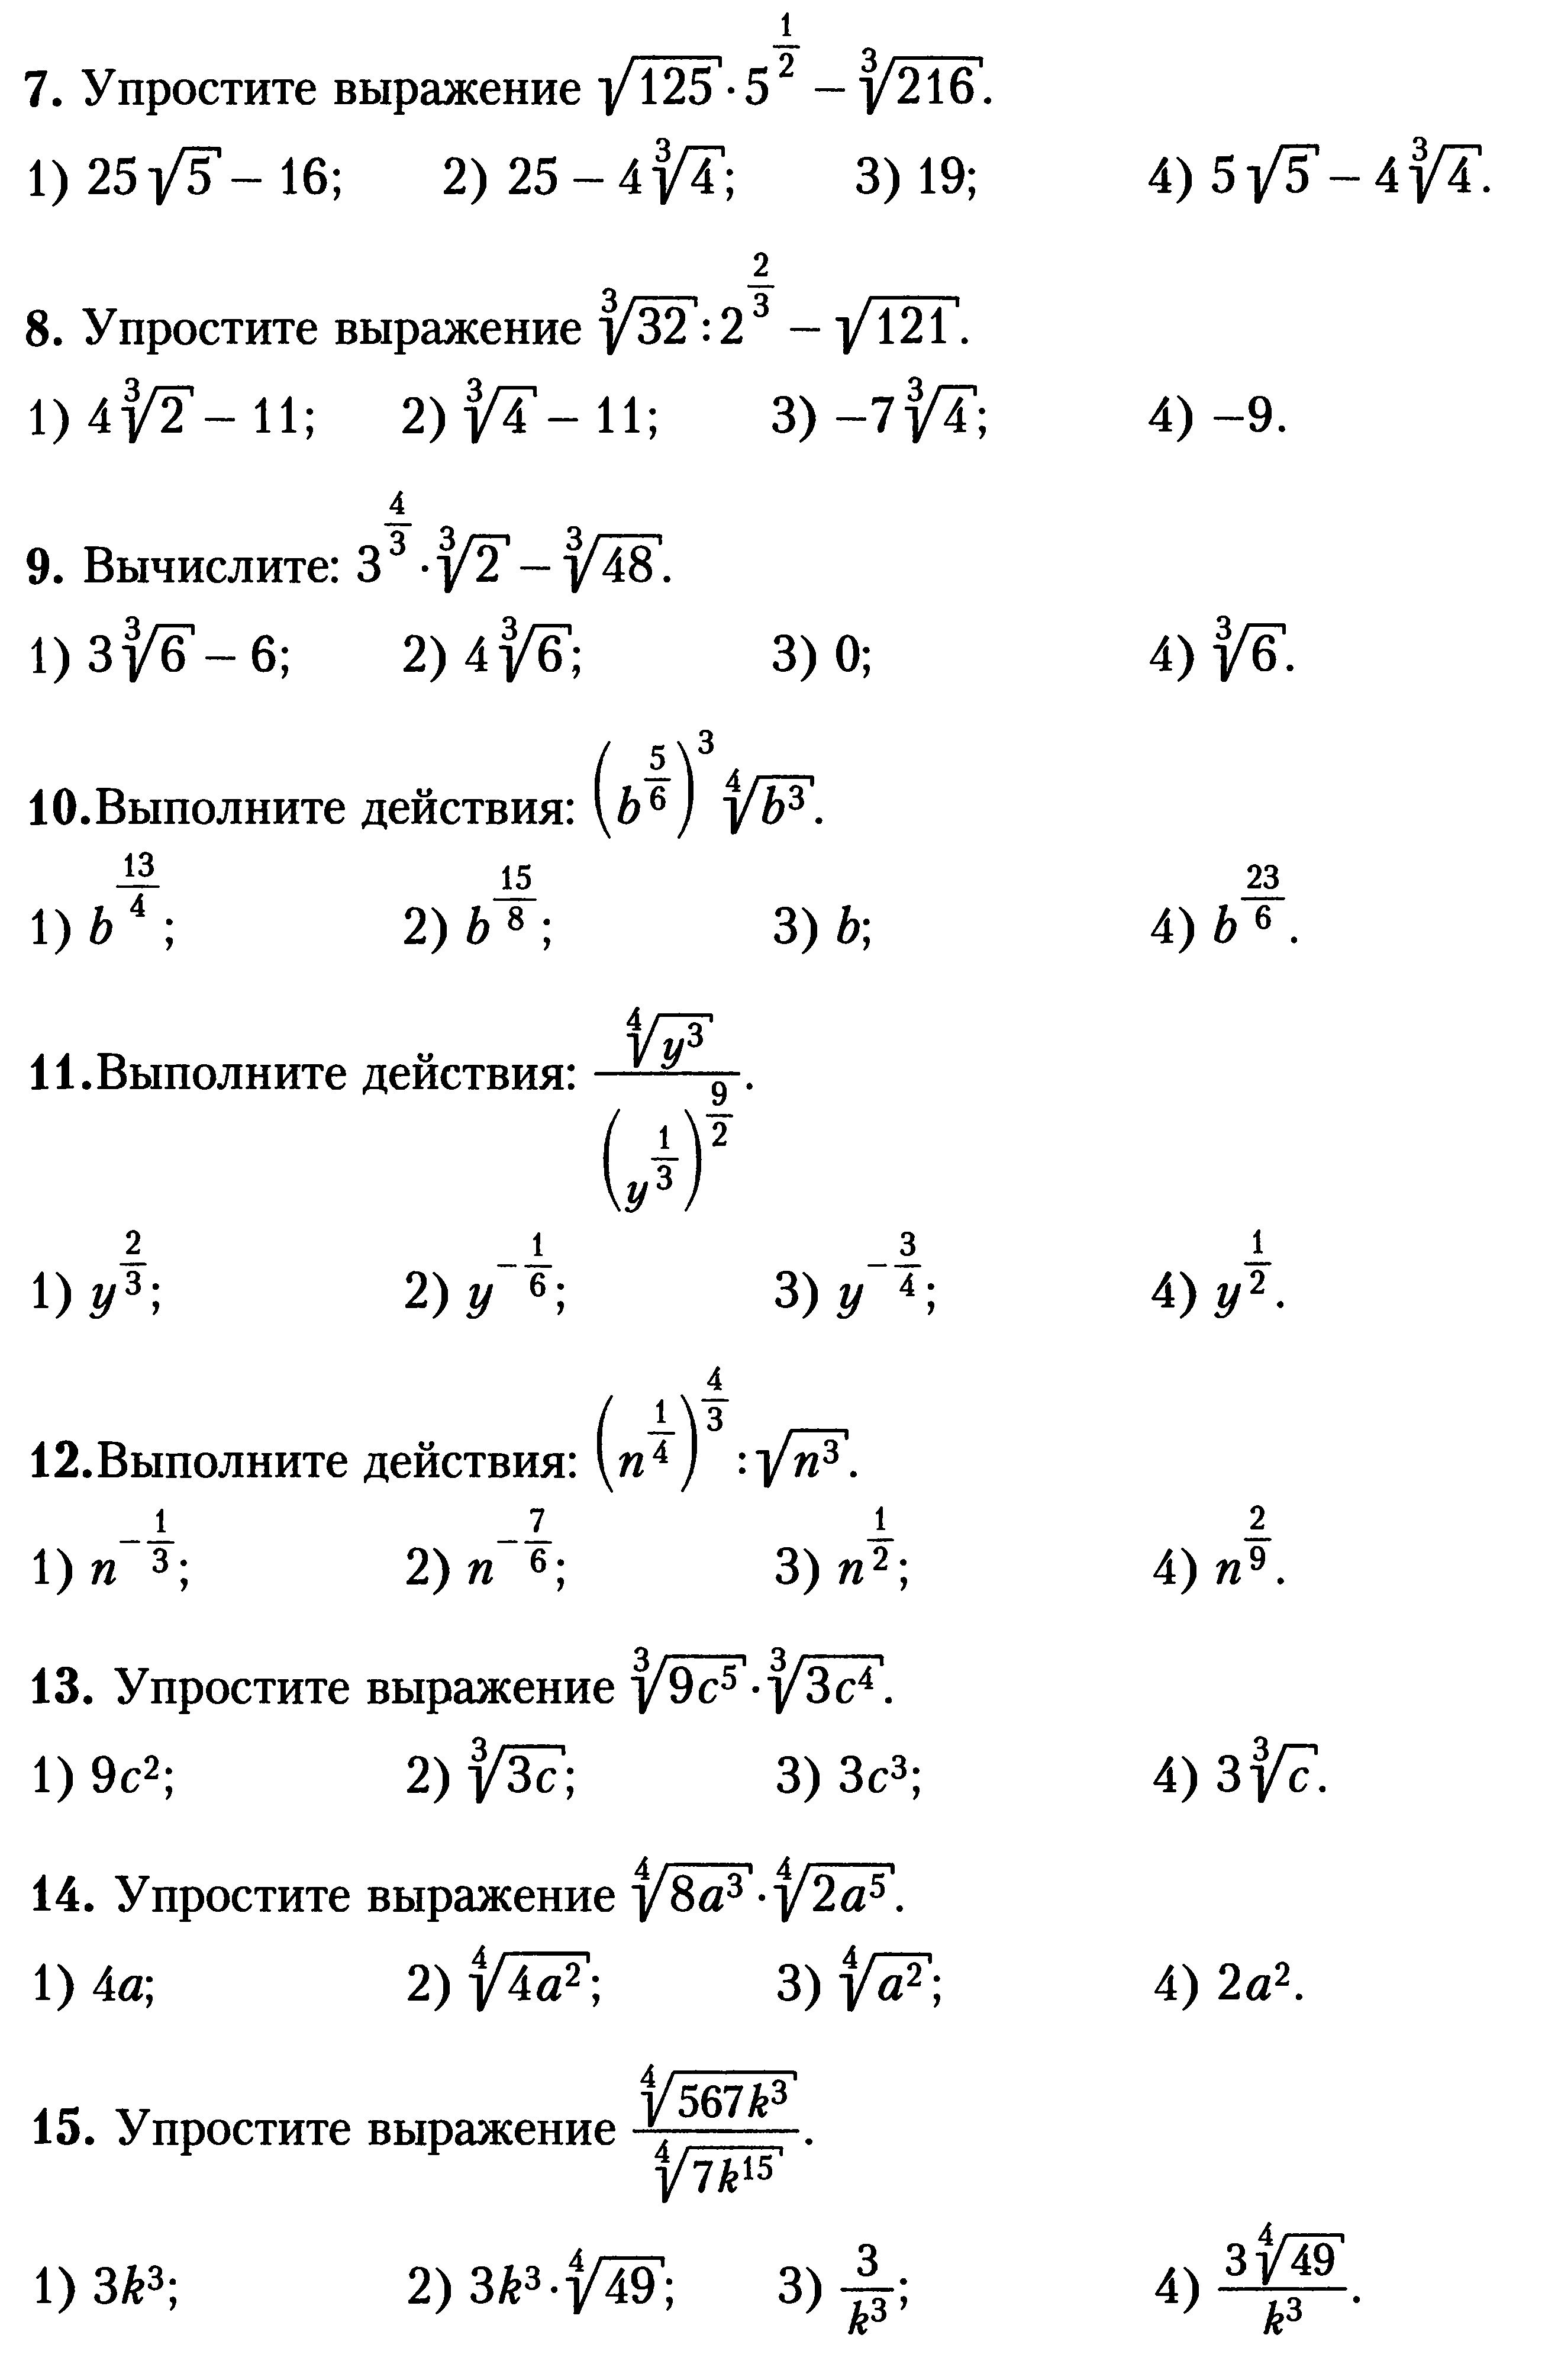 7. Упростите выражение √125 · 5^(1/2) – ∛216.
1) 25√5 – 16; 2) 25 – 4∛4; 3) 19; 4) 5√5 – 4∛4.
8. Упростите выражение ∛32 : 2^(2/3) – √121.
1) 4∛2 – 11; 2) ∛4 – 11; 3) –7∛4; 4) –9.
9. Вычислите: 3^(4/3) · ∛2 – ∛48.
1) 3∛6 – 6; 2) 4∛6; 3) 0; 4) ∛6.
10. Выполните действия: (b^(5/6))³ ∜(b³).
1) b^(13/4); 2) b^(15/8); 3) b; 4) b^(23/6).
11. Выполните действия: ∜(y³) / (y^(1/3))^(9/2).
1) y^(2/3); 2) y^(–1/6); 3) y^(–3/4); 4) y^(1/2).
12. Выполните действия: (n^(1/4))^(4/3) : √(n³).
1) n^(–1/3); 2) n^(–7/6); 3) n^(1/2); 4) n^(2/9).
13. Упростите выражение ∛(9c⁵) · ∛(3c⁴).
1) 9c²; 2) ∛(3c); 3) 3c³; 4) 3∛c.
14. Упростите выражение ∜(8a³) · ∜(2a⁵).
1) 4a; 2) ∜(4a²); 3) ∜(a²); 4) 2a².
15. Упростите выражение ∜(567k³) / ∜(7k¹⁵).
1) 3k³; 2) 3k³ · ∜49; 3) 3/k³; 4) 3∜49 / k³.